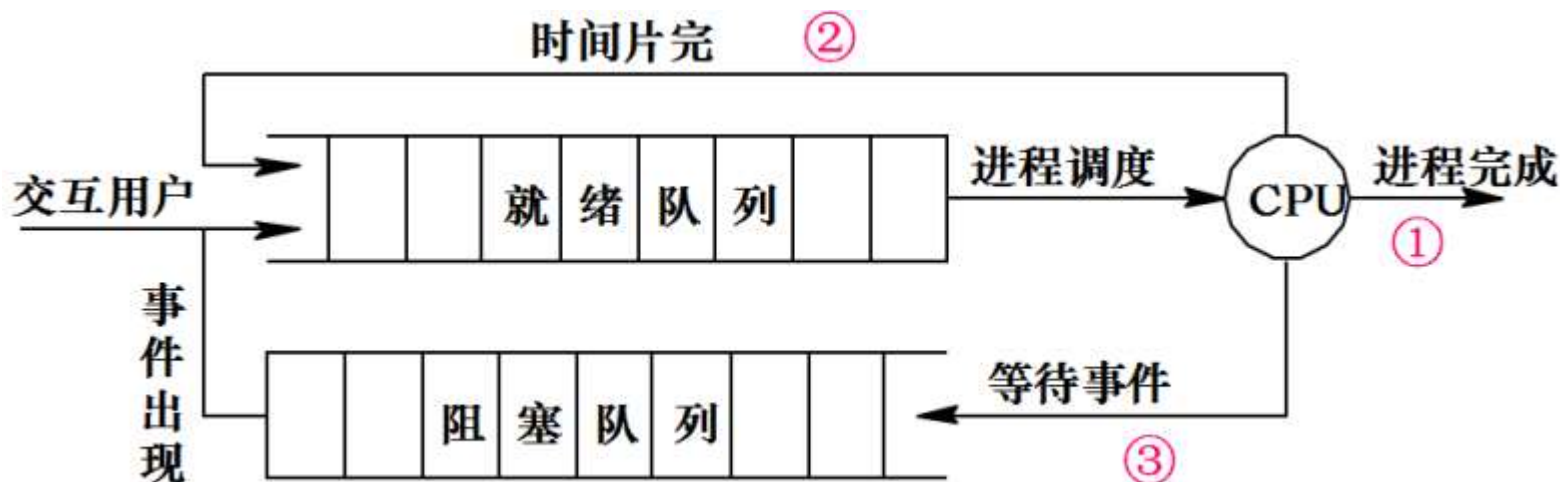 时间片完 ②
交互用户
就绪队列
进程调度
CPU
进程完成
①
事件出现
阻塞队列
等待事件
③